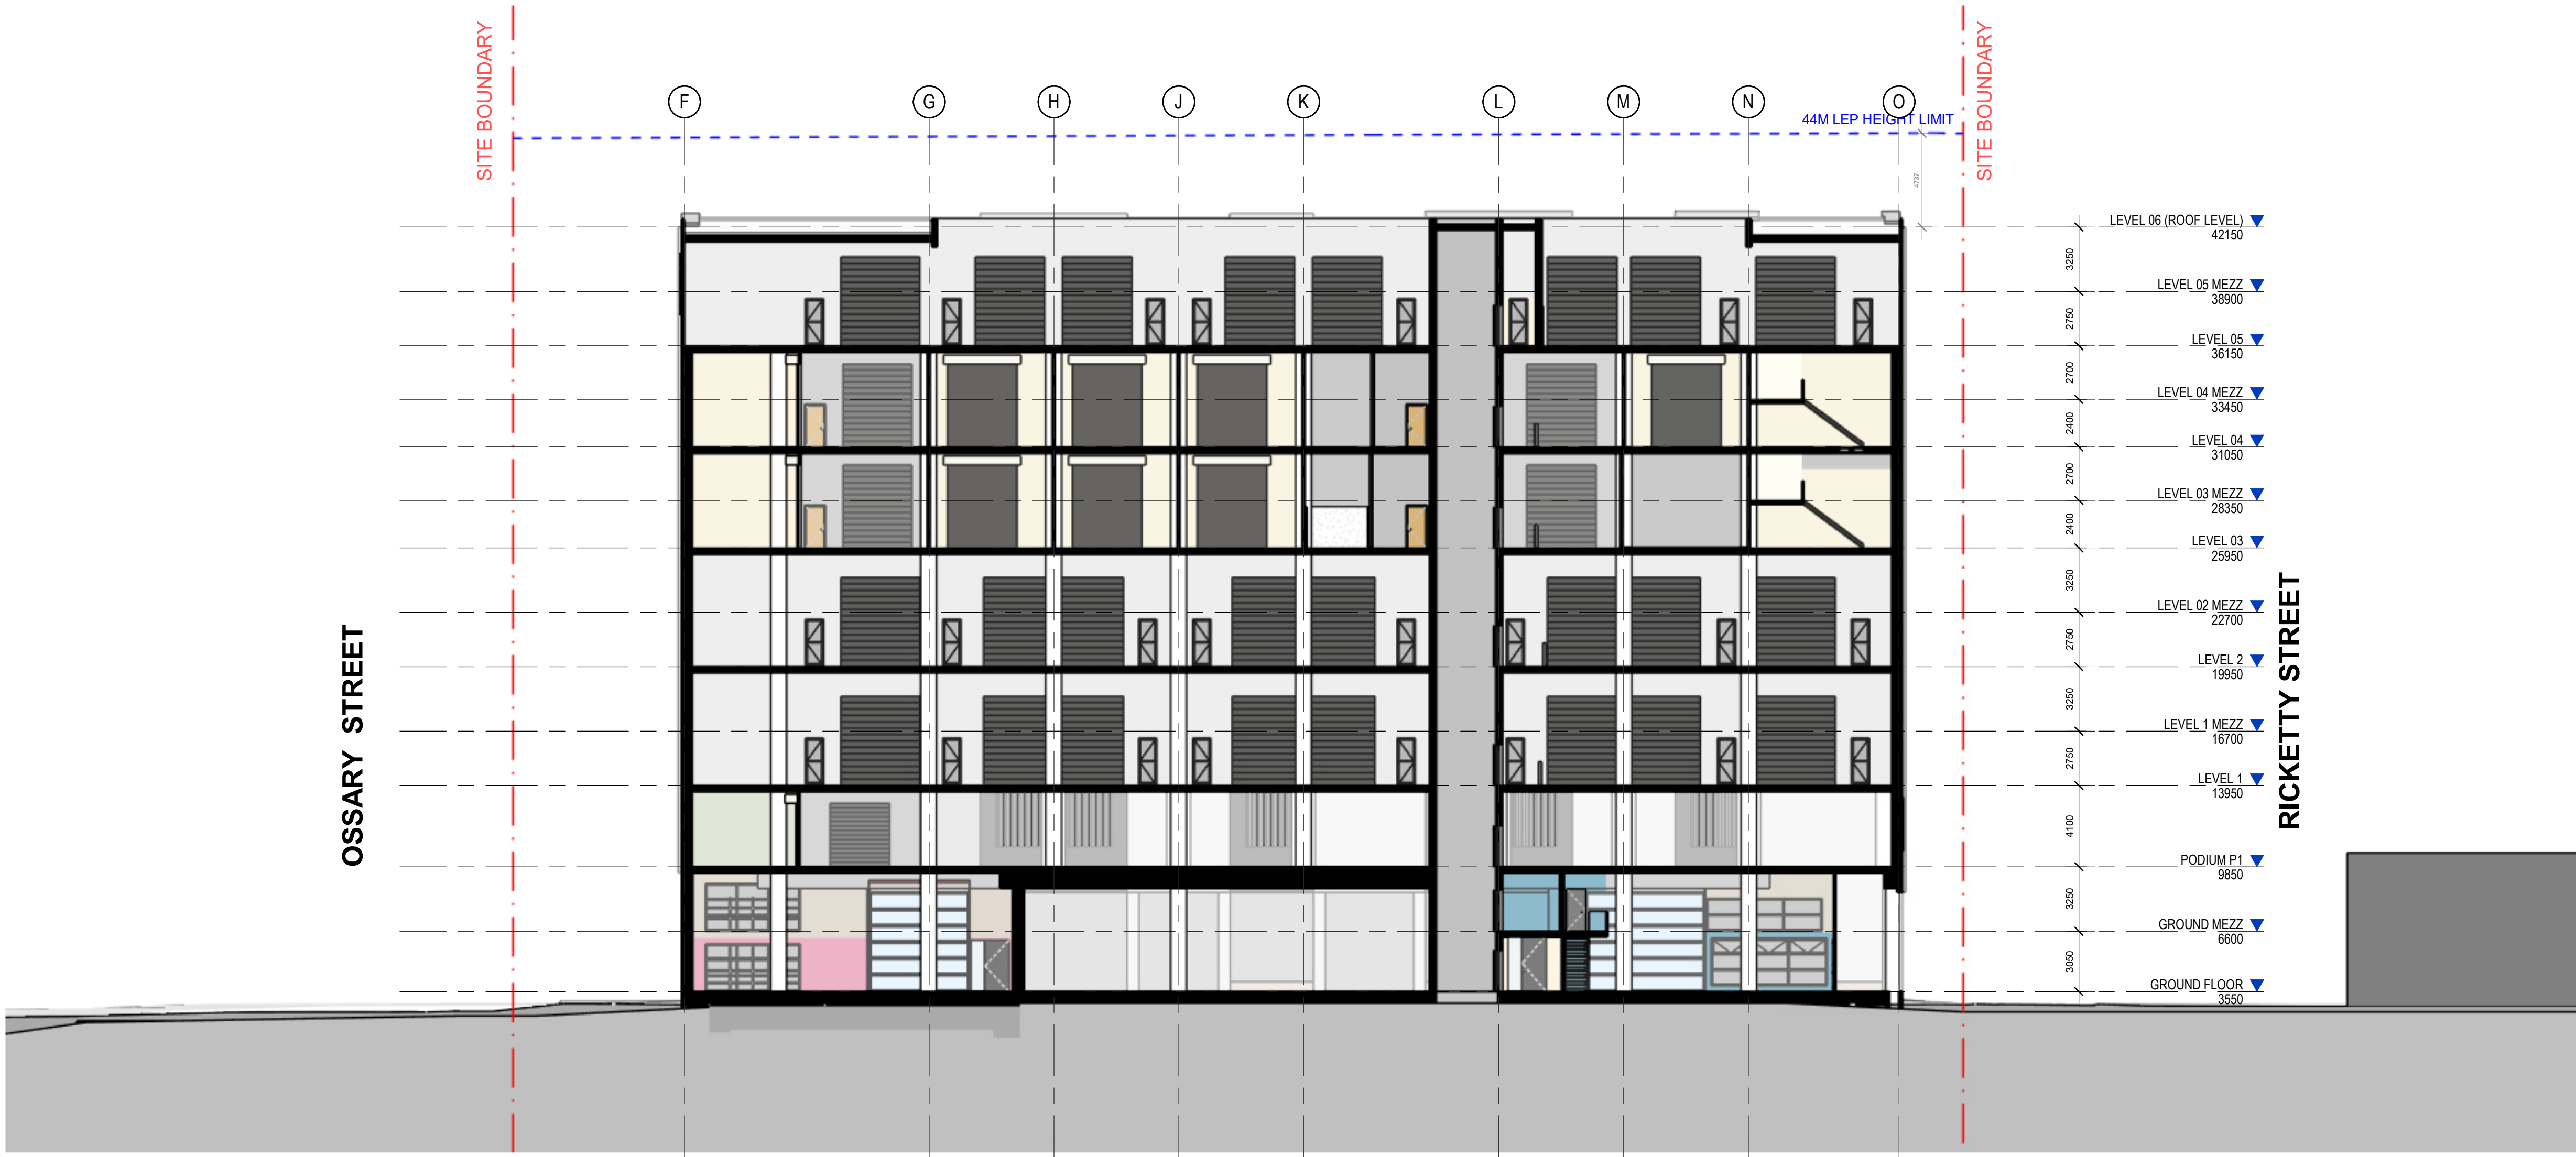 SITE BOUNDARY
SITE BOUNDARY
F
G
H
J
K
L
M
N
O
44M LEP HEIGHT LIMIT
4737
LEVEL 06 (ROOF LEVEL)
42150
3250
LEVEL 05 MEZZ
38900
2750
LEVEL 05
36150
2700
LEVEL 04 MEZZ
33450
2400
LEVEL 04
31050
2700
LEVEL 03 MEZZ
28350
2400
LEVEL 03
25950
3250
LEVEL 02 MEZZ
22700
2750
LEVEL 2
19950
3250
LEVEL 1 MEZZ
16700
2750
LEVEL 1
13950
4100
PODIUM P1
9850
3250
GROUND MEZZ
6600
3050
GROUND FLOOR
3550
OSSARY STREET
RICKETTY STREET